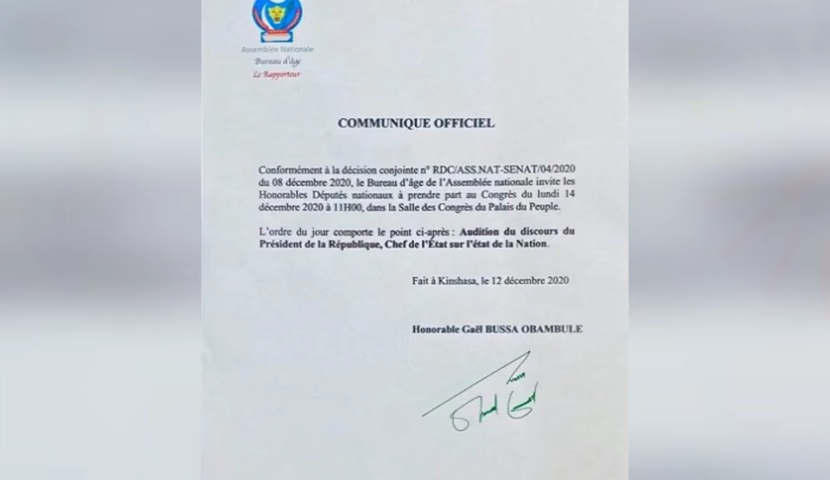 Assemblée Nationale
Bureau d'âge
Le Rapporteur
COMMUNIQUE OFFICIEL
Conformément à la décision conjointe n° RDC/ASS.NAT-SENAT/04/2020
du 08 décembre 2020, le Bureau d'âge de l'Assemblée nationale invite les
Honorables Députés nationaux à prendre part au Congrès du lundi 14
décembre 2020 à 11H00, dans la Salle des Congrès du Palais du Peuple.
L'ordre du jour comporte le point ci-après : Audition du discours du
Président de la République, Chef de l'État sur l'état de la Nation.
Fait à Kinshasa, le 12 décembre 2020
Honorable Gaël BUSSA OBAMBULE